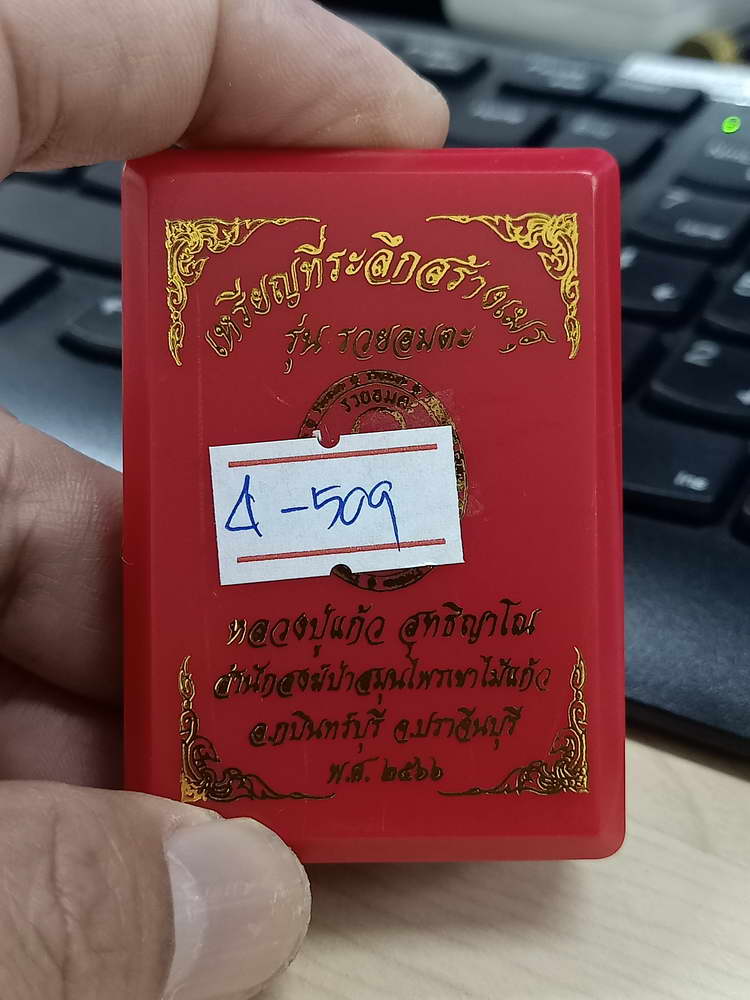 เหรียญที่ระลึกสร้างเมรุ
รุ่น รวยอมตะ
รวยอมตะ
4-509
หลวงปู่แก้ว สุทธิญาโณ
สำนักสงฆ์ป่าสมุนไพรเขาไม้แก้ว
อ.กบินทร์บุรี จ.ปราจีนบุรี
พ.ศ. ๒๕๖๖